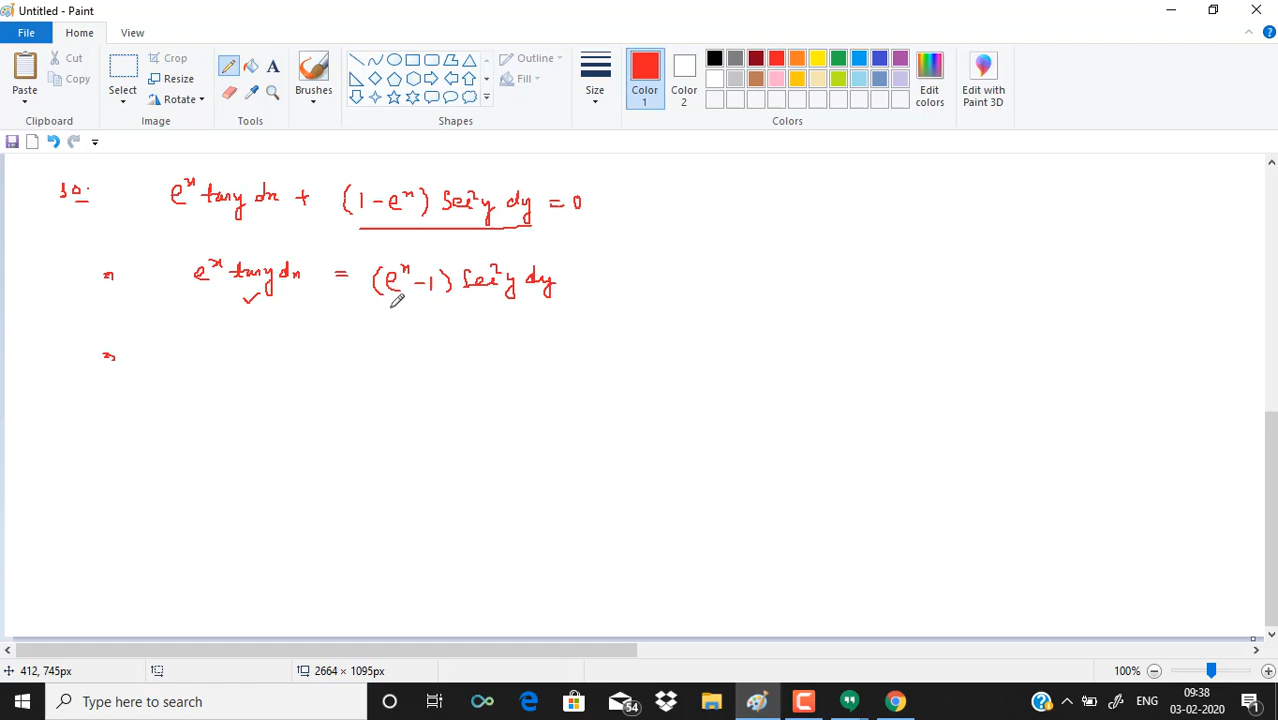 Untitled - Paint
File Home View
Paste
Cut
Copy
Clipboard
Select
Crop
Resize
Rotate
Image
Tools
Brushes
Shapes
Outline
Fill
Size
Color 1
Color 2
Edit colors
Edit with Paint 3D
Colors
e^x tany dx + (1 - e^x) Sec²y dy = 0
e^x tany dx = (e^x - 1) Sec²y dy
412, 745px
2664 × 1095px
100%
Type here to search
54
ENG
09:38
03-02-2020
1